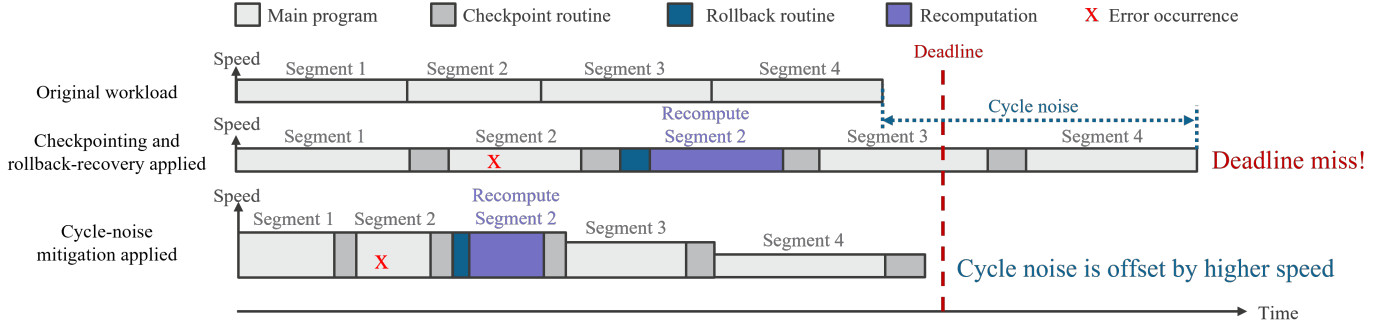 Main program
Checkpoint routine
Rollback routine
Recomputation
X Error occurrence
Deadline
Speed
Segment 1
Segment 2
Segment 3
Segment 4
Original workload
Cycle noise
Recompute
Speed
Segment 1
Segment 2
Segment 2
Segment 3
Segment 4
Checkpointing and
rollback-recovery applied
X
Deadline miss!
Recompute
Speed
Segment 1
Segment 2
Segment 2
Segment 3
Segment 4
Cycle-noise
mitigation applied
X
Cycle noise is offset by higher speed
Time